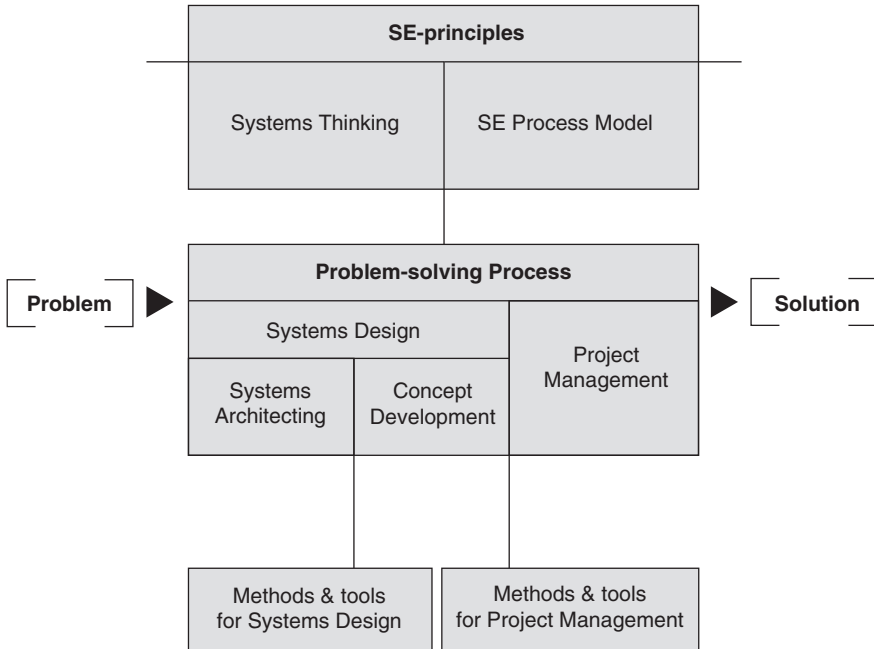 SE-principles
Systems Thinking
SE Process Model
Problem-solving Process
Problem
Solution
Systems Design
Project
Management
Systems
Architecting
Concept
Development
Methods & tools
for Systems Design
Methods & tools
for Project Management